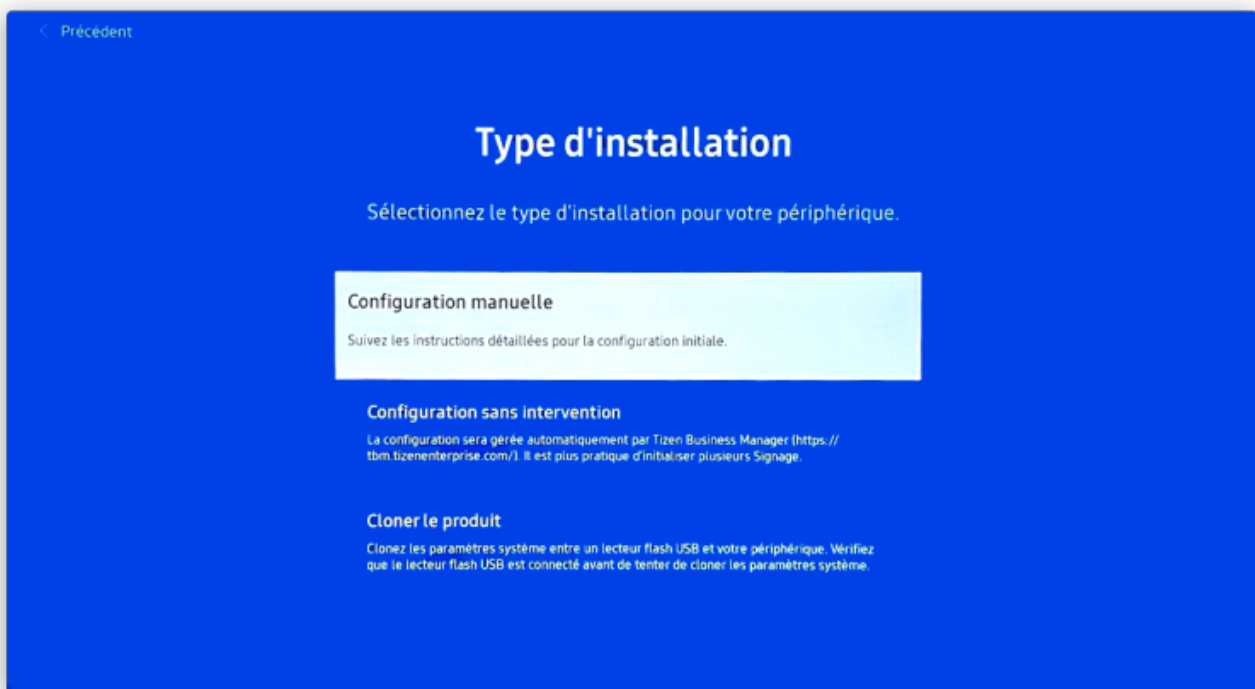 Précédent
Type d'installation
Sélectionnez le type d'installation pour votre périphérique.
Configuration manuelle
Suivez les instructions détaillées pour la configuration initiale.
Configuration sans intervention
La configuration sera gérée automatiquement par Tizen Business Manager (https://
tbm.tizenenterprise.com/). Il est plus pratique d'initialiser plusieurs Signage.
Cloner le produit
Clonez les paramètres système entre un lecteur flash USB et votre périphérique. Vérifiez
que le lecteur flash USB est connecté avant de tenter de cloner les paramètres système.